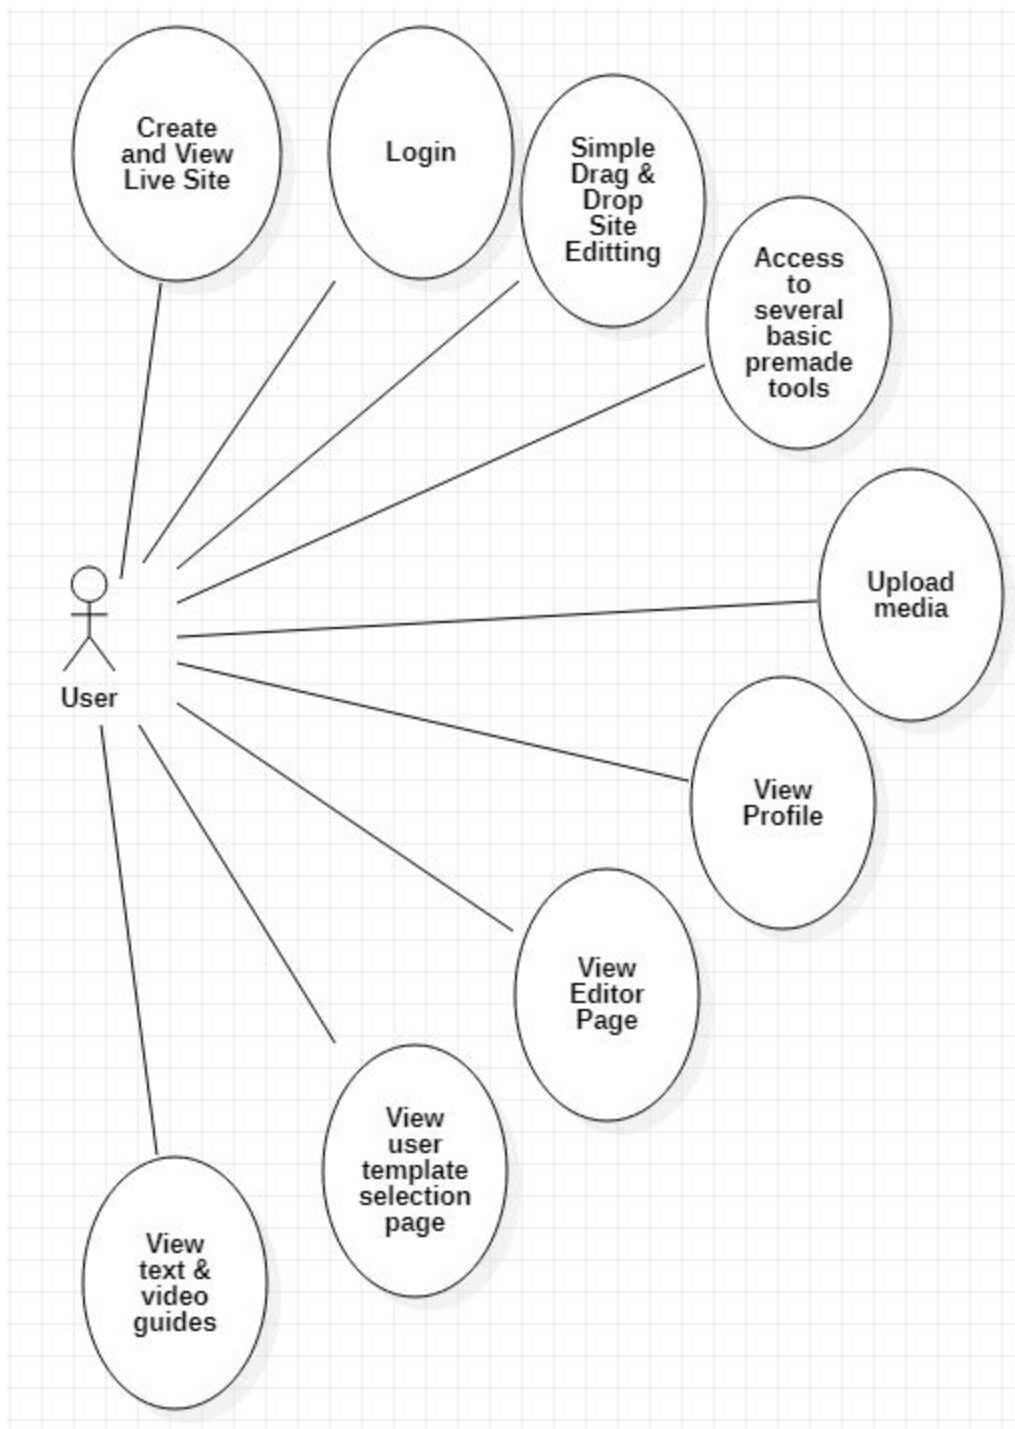 Create
and View
Live Site
Login
Simple
Drag &
Drop
Site
Editting
Access
to
several
basic
premade
tools
Upload
media
User
View
Profile
View
Editor
Page
View
user
template
selection
page
View
text &
video
guides